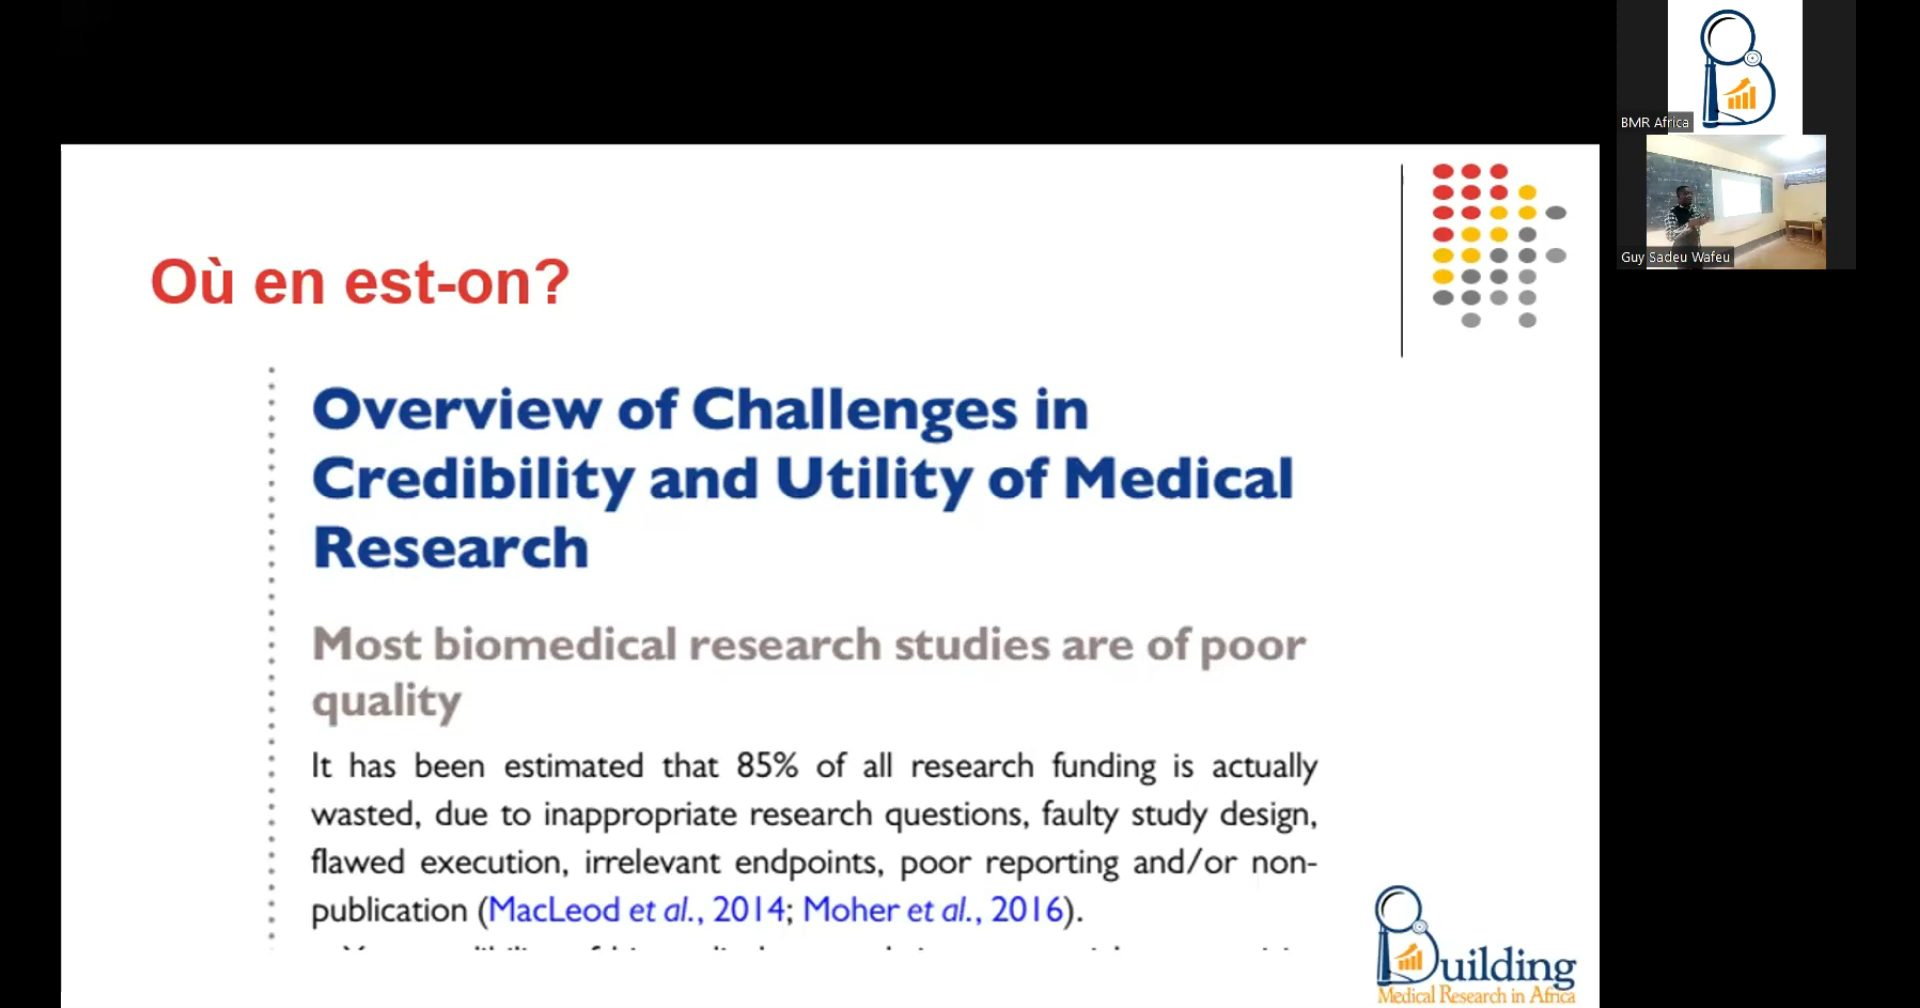 BMR Africa
Guy Sadeu Wafeu
Où en est-on?
Overview of Challenges in
Credibility and Utility of Medical
Research
Most biomedical research studies are of poor
quality
It has been estimated that 85% of all research funding is actually
wasted, due to inappropriate research questions, faulty study design,
flawed execution, irrelevant endpoints, poor reporting and/or non-
publication (MacLeod et al., 2014; Moher et al., 2016).
Building
Medical Research in Africa